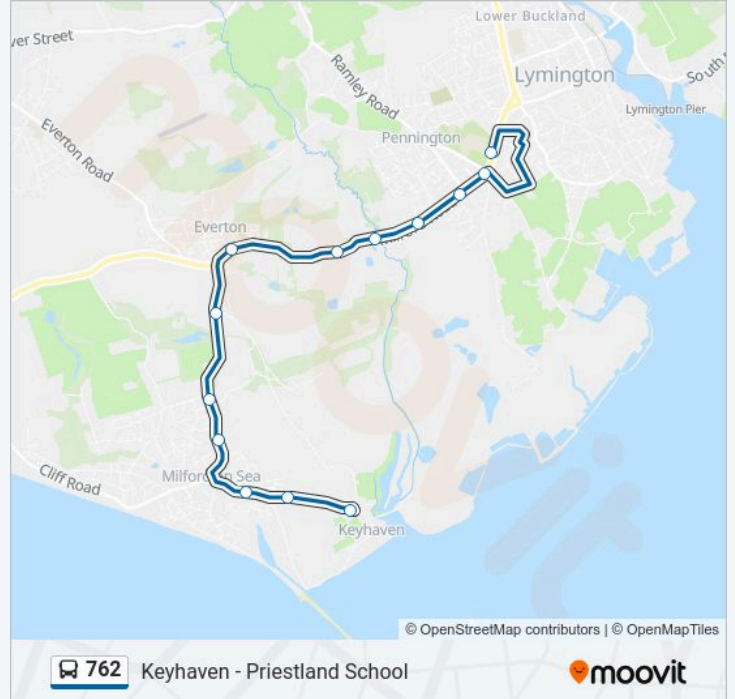 Lower Buckland
ver Street
Lymington
Ramley Road
South
Lymington Pier
Everton Road
Pennington
Everton
Cliff Road
Milford on Sea
Keyhaven
© OpenStreetMap contributors | © OpenMapTiles
762 Keyhaven - Priestland School
moovit